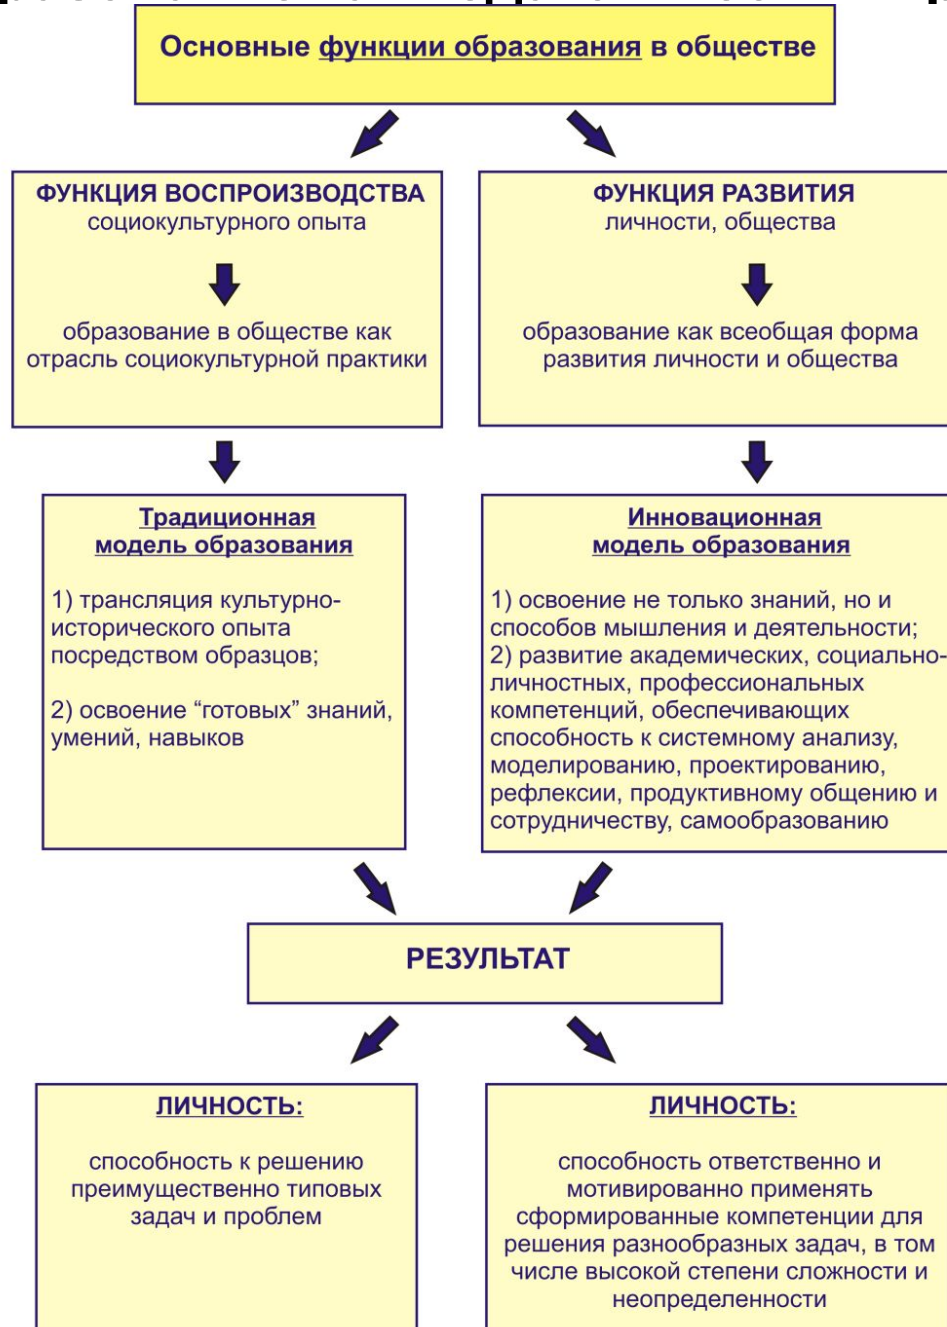 Основные функции образования в обществе
ФУНКЦИЯ ВОСПРОИЗВОДСТВА
социокультурного опыта
образование в обществе как
отрасль социокультурной практики
ФУНКЦИЯ РАЗВИТИЯ
личности, общества
образование как всеобщая форма
развития личности и общества
Традиционная
модель образования
1) трансляция культурно-
исторического опыта
посредством образцов;
2) освоение “готовых” знаний,
умений, навыков
Инновационная
модель образования
1) освоение не только знаний, но и
способов мышления и деятельности;
2) развитие академических, социально-
личностных, профессиональных
компетенций, обеспечивающих
способность к системному анализу,
моделированию, проектированию,
рефлексии, продуктивному общению и
сотрудничеству, самообразованию
РЕЗУЛЬТАТ
ЛИЧНОСТЬ:
способность к решению
преимущественно типовых
задач и проблем
ЛИЧНОСТЬ:
способность ответственно и
мотивированно применять
сформированные компетенции для
решения разнообразных задач, в том
числе высокой степени сложности и
неопределенности